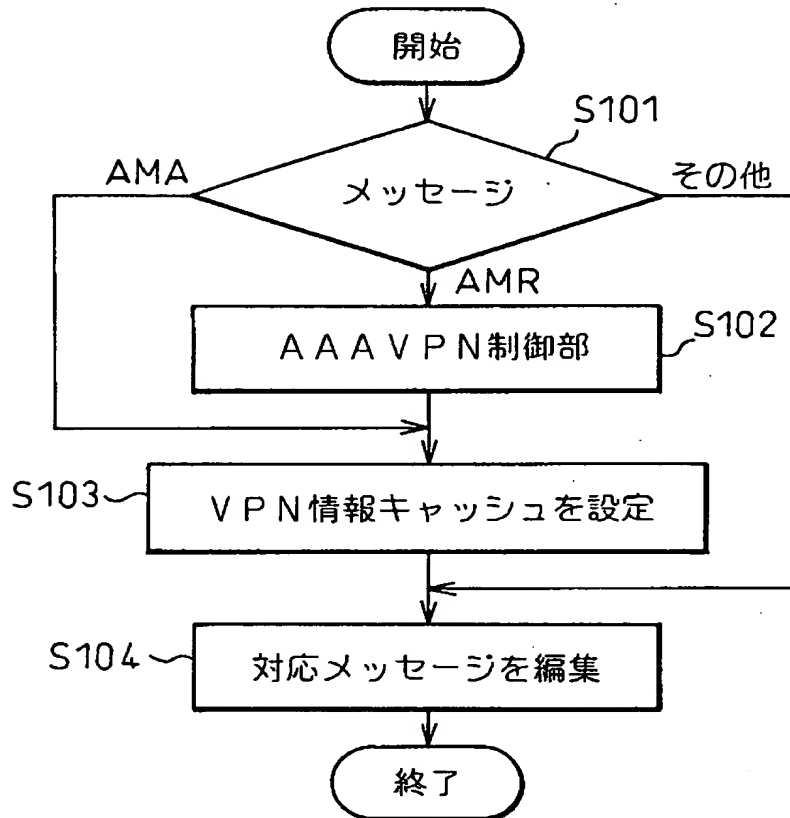 開始
S101
AMA
メッセージ
その他
AMR
AAAVPN制御部
S102
S103
VPN情報キャッシュを設定
S104
対応メッセージを編集
終了